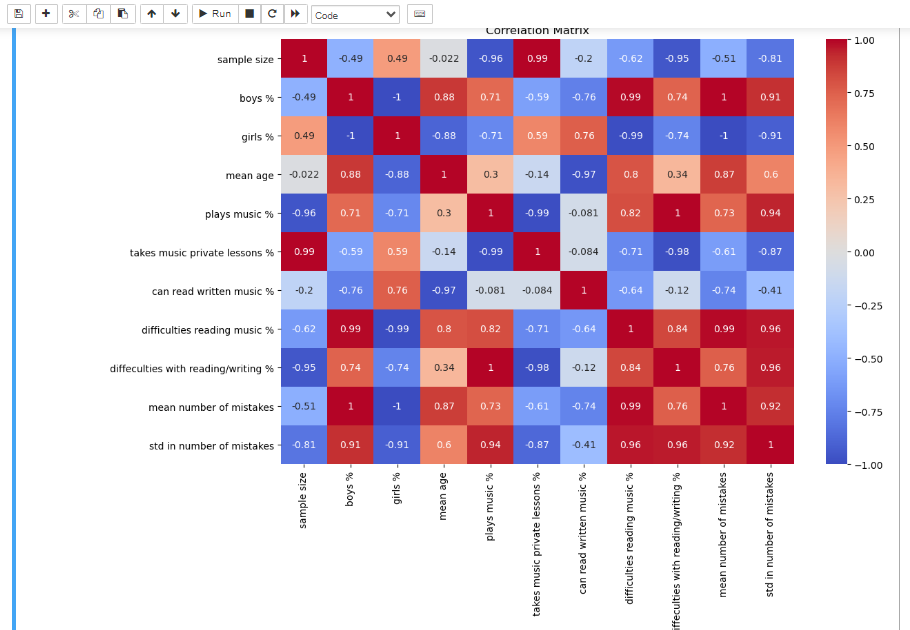 Run Code
Correlation Matrix
sample size 1 -0.49 0.49 -0.022 -0.96 0.99 -0.2 -0.62 -0.95 -0.51 -0.81
boys % -0.49 1 -1 0.88 0.71 -0.59 -0.76 0.99 0.74 1 0.91
girls % 0.49 -1 1 -0.88 -0.71 0.59 0.76 -0.99 -0.74 -1 -0.91
mean age -0.022 0.88 -0.88 1 0.3 -0.14 -0.97 0.8 0.34 0.87 0.6
plays music % -0.96 0.71 -0.71 0.3 1 -0.99 -0.081 0.82 1 0.73 0.94
takes music private lessons % 0.99 -0.59 0.59 -0.14 -0.99 1 -0.084 -0.71 -0.98 -0.61 -0.87
can read written music % -0.2 -0.76 0.76 -0.97 -0.081 -0.084 1 -0.64 -0.12 -0.74 -0.41
difficulties reading music % -0.62 0.99 -0.99 0.8 0.82 -0.71 -0.64 1 0.84 0.99 0.96
diffeculties with reading/writing % -0.95 0.74 -0.74 0.34 1 -0.98 -0.12 0.84 1 0.76 0.96
mean number of mistakes -0.51 1 -1 0.87 0.73 -0.61 -0.74 0.99 0.76 1 0.92
std in number of mistakes -0.81 0.91 -0.91 0.6 0.94 -0.87 -0.41 0.96 0.96 0.92 1
sample size
boys %
girls %
mean age
plays music %
takes music private lessons %
can read written music %
difficulties reading music %
iffeculties with reading/writing %
mean number of mistakes
std in number of mistakes
1.00
0.75
0.50
0.25
0.00
−0.25
−0.50
−0.75
−1.00